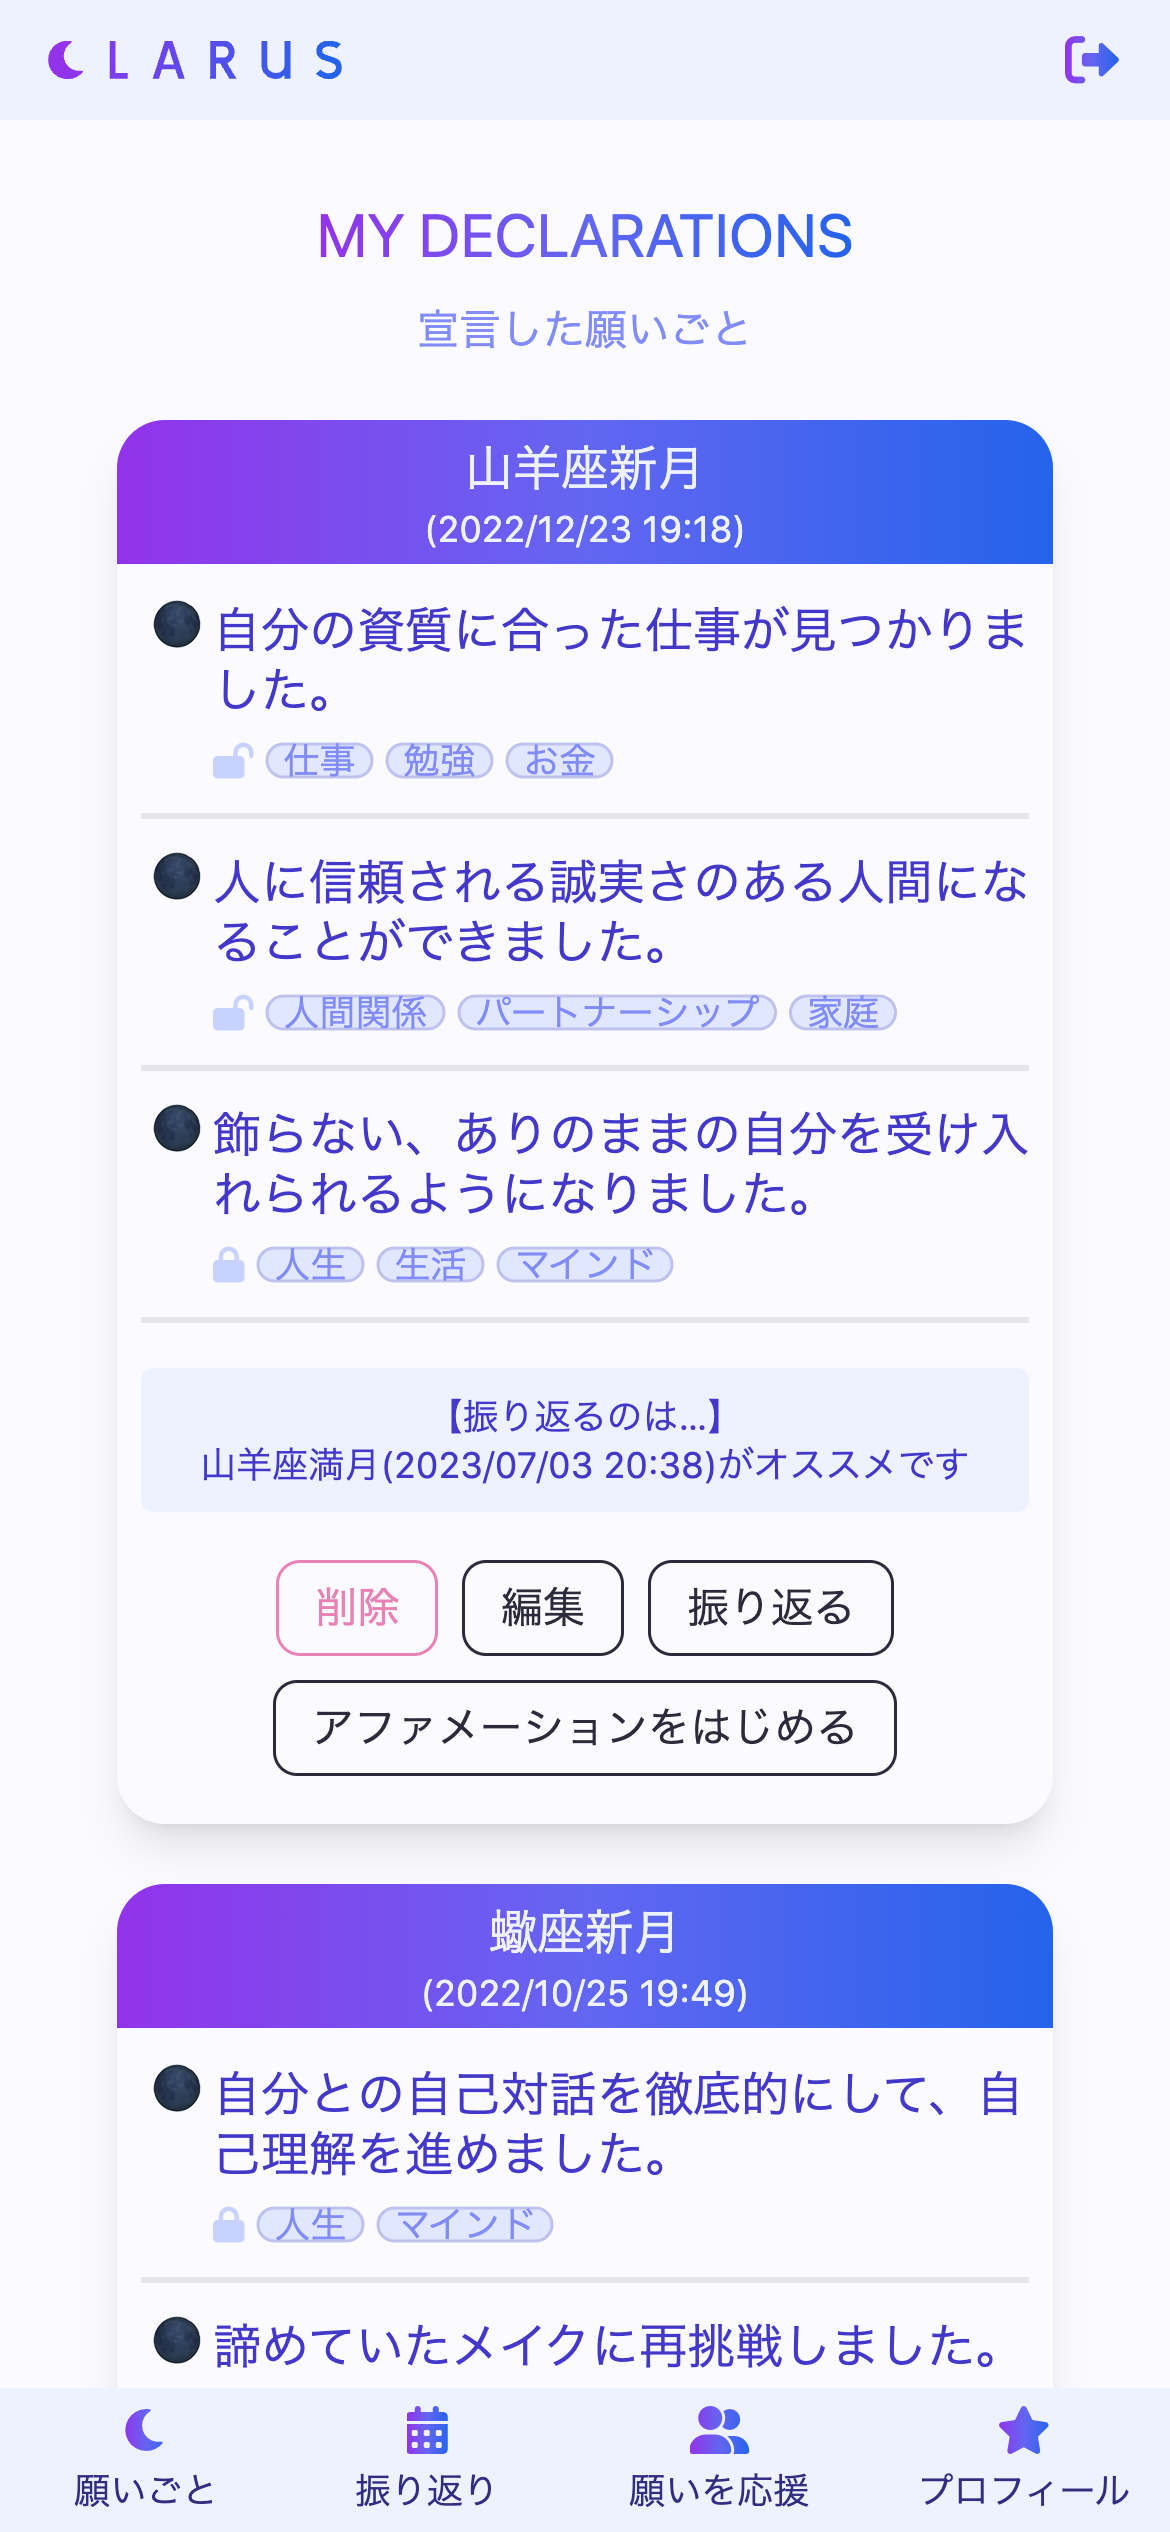 LARUS
MY DECLARATIONS
宣言した願いごと
山羊座新月
(2022/12/23 19:18)
自分の資質に合った仕事が見つかりま
した。
仕事 勉強 お金
人に信頼される誠実さのある人間にな
ることができました。
人間関係 パートナーシップ 家庭
飾らない、ありのままの自分を受け入
れられるようになりました。
人生 生活 マインド
【振り返るのは...】
山羊座満月(2023/07/03 20:38)がオススメです
削除 編集 振り返る
アファメーションをはじめる
蠍座新月
(2022/10/25 19:49)
自分との自己対話を徹底的にして、自
己理解を進めました。
人生 マインド
諦めていたメイクに再挑戦しました。
願いごと 振り返り 願いを応援 プロフィール